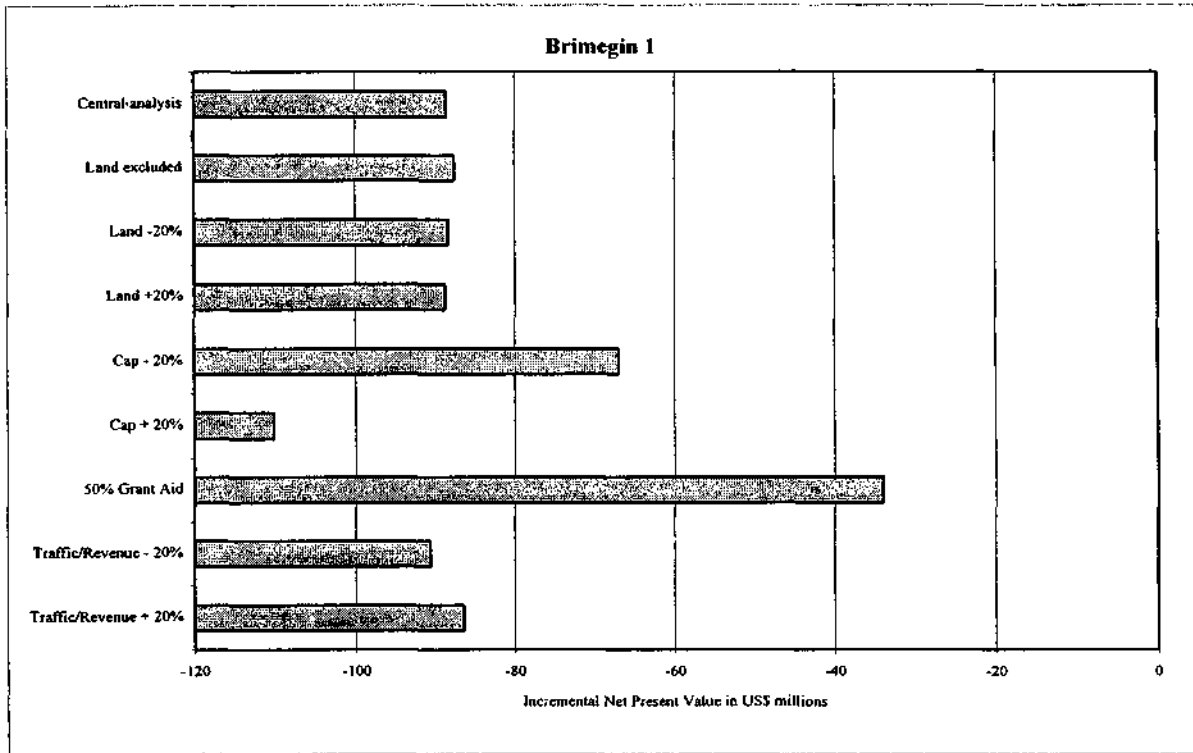 Brimegin 1
Central analysis
Land excluded
Land -20%
Land +20%
Cap - 20%
Cap + 20%
50% Grant Aid
Traffic/Revenue - 20%
Traffic/Revenue + 20%
-120 -100 -80 -60 -40 -20 0
Incremental Net Present Value in US$ millions